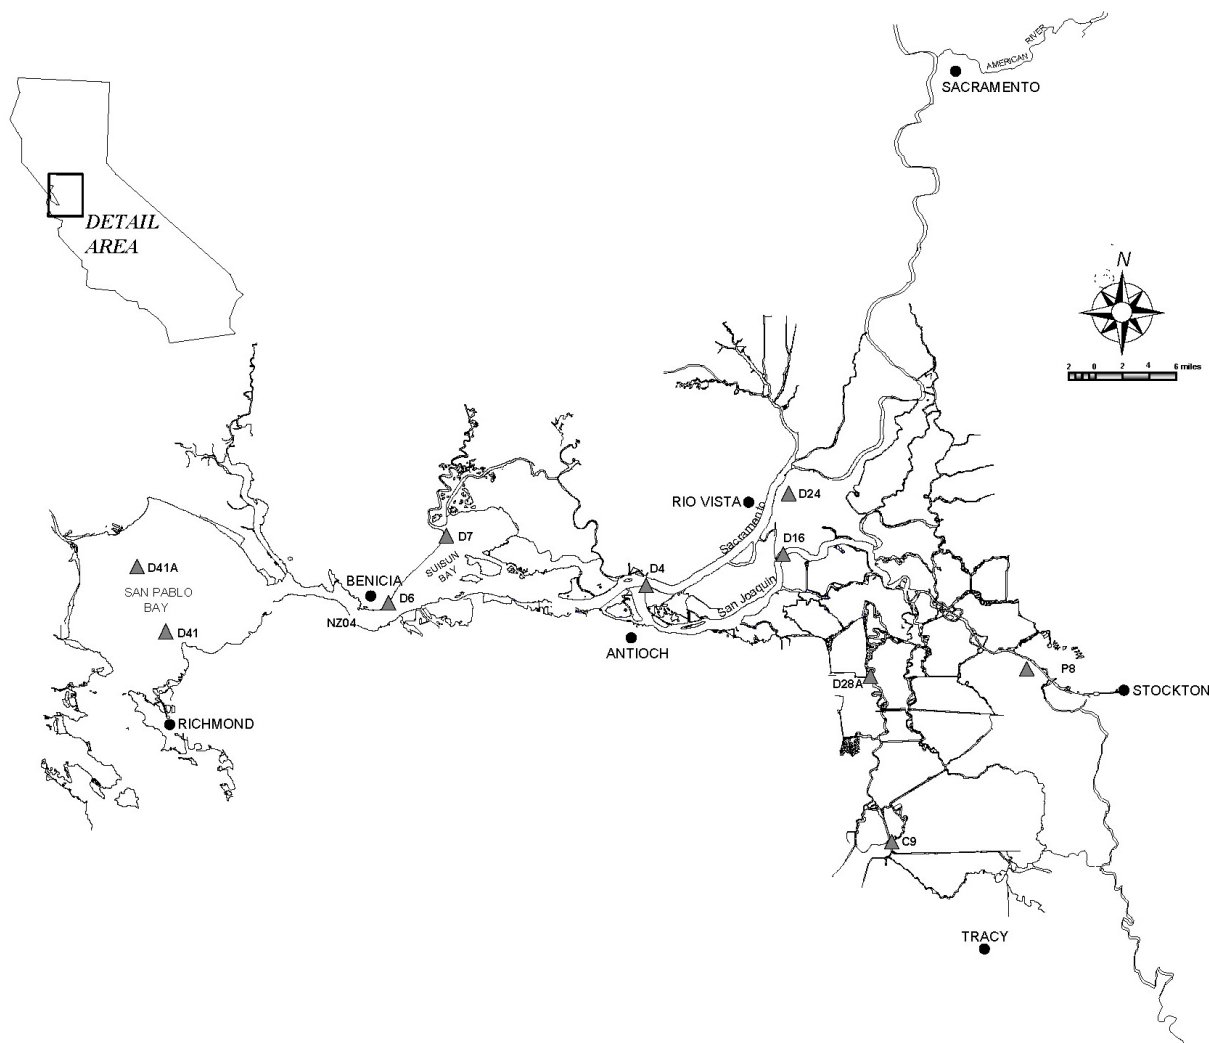 AMERICAN RIVER
SACRAMENTO
DETAIL
AREA
N
2 0 2 4 6 miles
RIO VISTA
D24
Sacramento
D7
D16
SUISUN
BAY
D41A
D4
BENICIA
SAN PABLO
BAY
D6
San Joaquin
NZ04
D41
ANTIOCH
P8
D28A
STOCKTON
RICHMOND
C9
TRACY